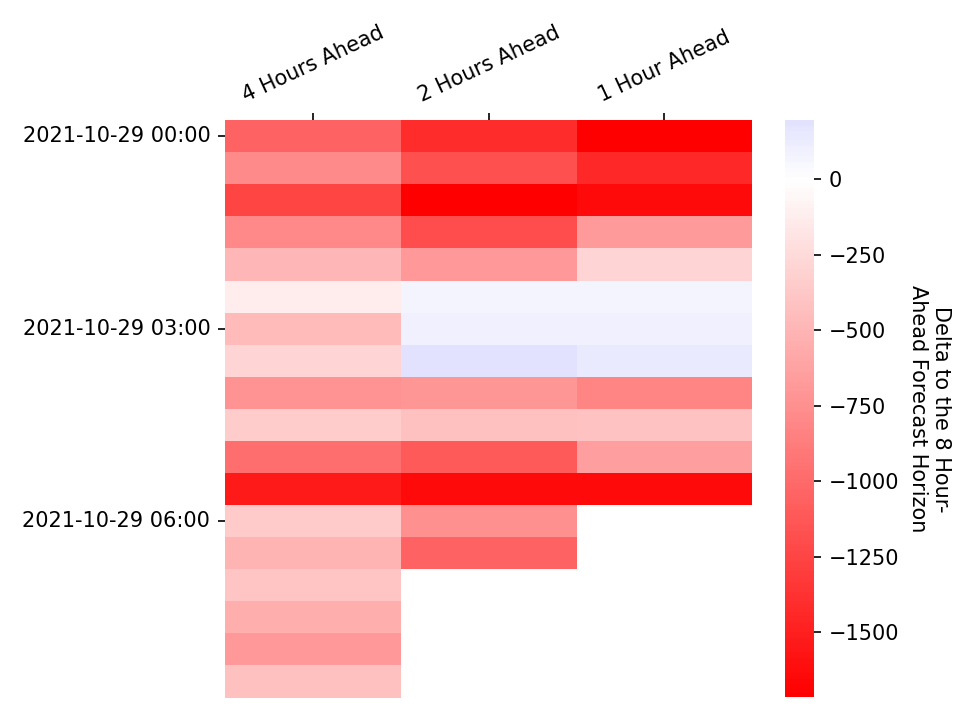 4 Hours Ahead
2 Hours Ahead
1 Hour Ahead
2021-10-29 00:00
2021-10-29 03:00
2021-10-29 06:00
0
−250
−500
−750
−1000
−1250
−1500
Delta to the 8 Hour-
Ahead Forecast Horizon